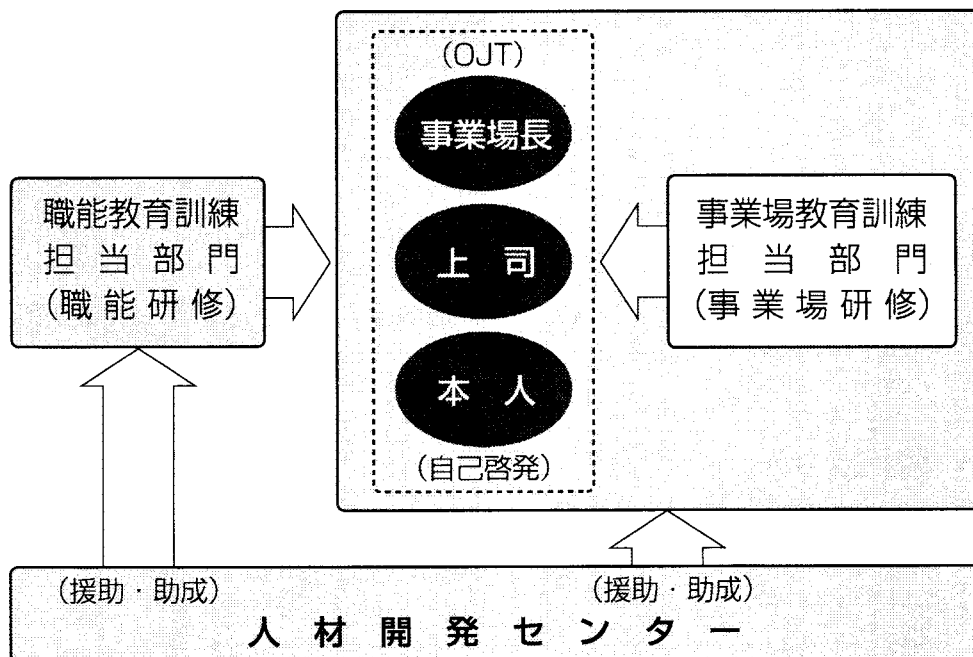 (OJT)
事業場長
職能教育訓練
担当部門
(職能研修)
上司
事業場教育訓練
担当部門
(事業場研修)
本人
(自己啓発)
(援助・助成)
(援助・助成)
人材開発センター